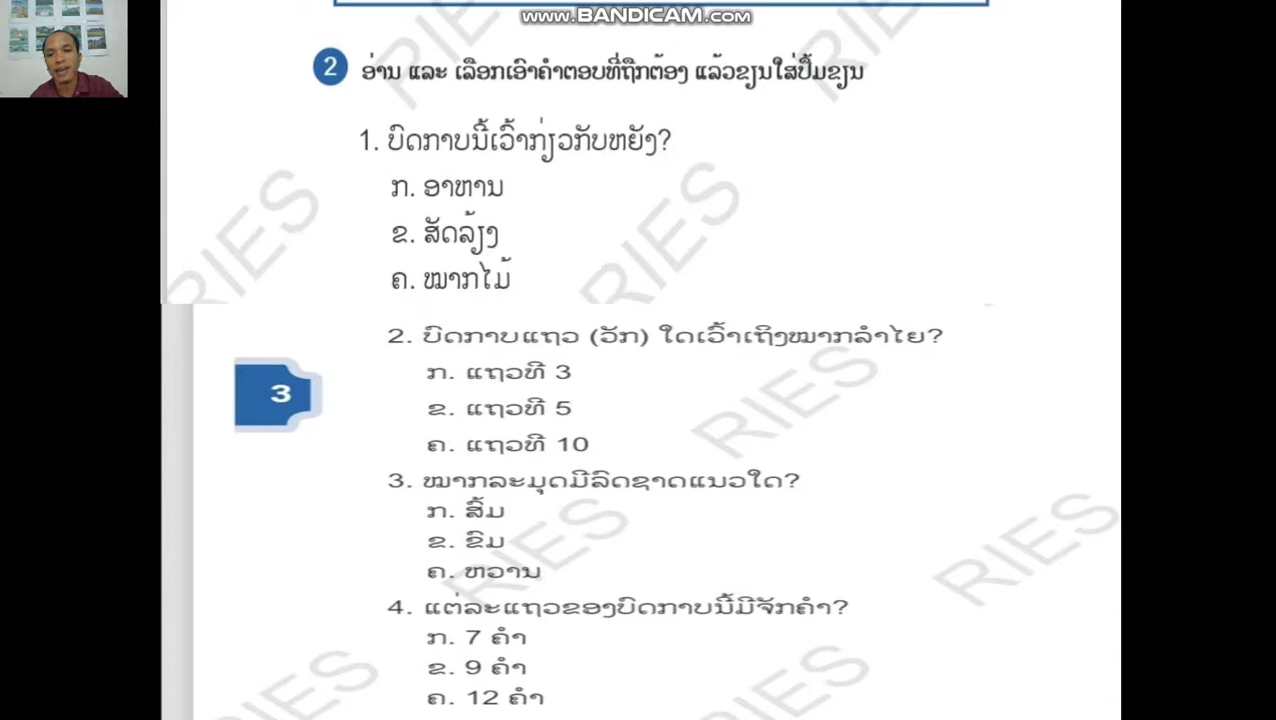 www.BANDICAM.com
2 ອ່ານ ແລະ ເລືອກເອົາຄຳຕອບທີ່ຖືກຕ້ອງ ແລ້ວຂຽນໃສ່ປຶ້ມຂຽນ
1. ບົດກາບນີ້ເວົ້າກ່ຽວກັບຫຍັງ?
ກ. ອາຫານ
ຂ. ສັດລ້ຽງ
ຄ. ໝາກໄມ້
2. ບົດກາບແຖວ (ວັກ) ໃດເວົ້າເຖິງໝາກລຳໄຍ?
ກ. ແຖວທີ 3
3
ຂ. ແຖວທີ 5
ຄ. ແຖວທີ 10
3. ໝາກລະມຸດມີລົດຊາດແນວໃດ?
ກ. ສົ້ມ
ຂ. ຂົມ
ຄ. ຫວານ
4. ແຕ່ລະແຖວຂອງບົດກາບນີ້ມີຈັກຄຳ?
ກ. 7 ຄຳ
ຂ. 9 ຄຳ
ຄ. 12 ຄຳ
RIES
RIES
RIES
RIES
RIES
RIES
RIES
RIES
RIES